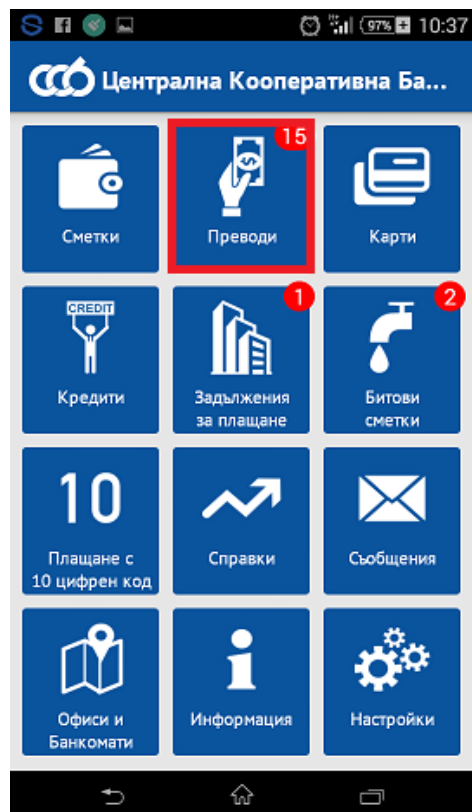 97% 10:37
ССб Централна Кооперативна Ба...
15
Сметки
Преводи
Карти
CREDIT
1
2
Кредити
Задължения
за плащане
Битови
сметки
10
Плащане с
10 цифрен код
Справки
Съобщения
Офиси и
Банкомати
Информация
Настройки